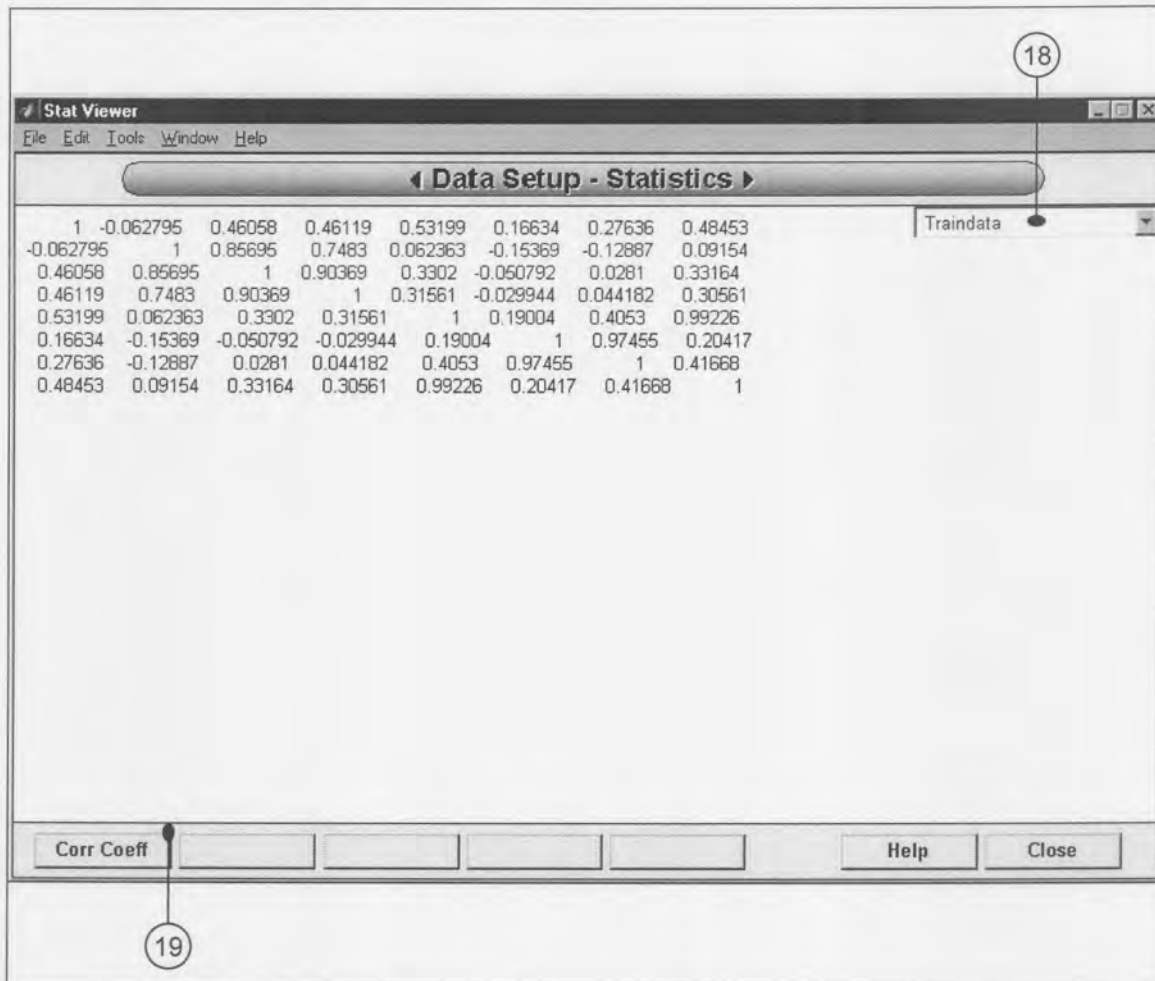 18
Stat Viewer
File Edit Tools Window Help
Data Setup - Statistics
Traindata
1 -0.062795 0.46058 0.46119 0.53199 0.16634 0.27636 0.48453
-0.062795 1 0.85695 0.7483 0.062363 -0.15369 -0.12887 0.09154
0.46058 0.85695 1 0.90369 0.3302 -0.050792 0.0281 0.33164
0.46119 0.7483 0.90369 1 0.31561 -0.029944 0.044182 0.30561
0.53199 0.062363 0.3302 0.31561 1 0.19004 0.4053 0.99226
0.16634 -0.15369 -0.050792 -0.029944 0.19004 1 0.97455 0.20417
0.27636 -0.12887 0.0281 0.044182 0.4053 0.97455 1 0.41668
0.48453 0.09154 0.33164 0.30561 0.99226 0.20417 0.41668 1
Corr Coeff Help Close
19